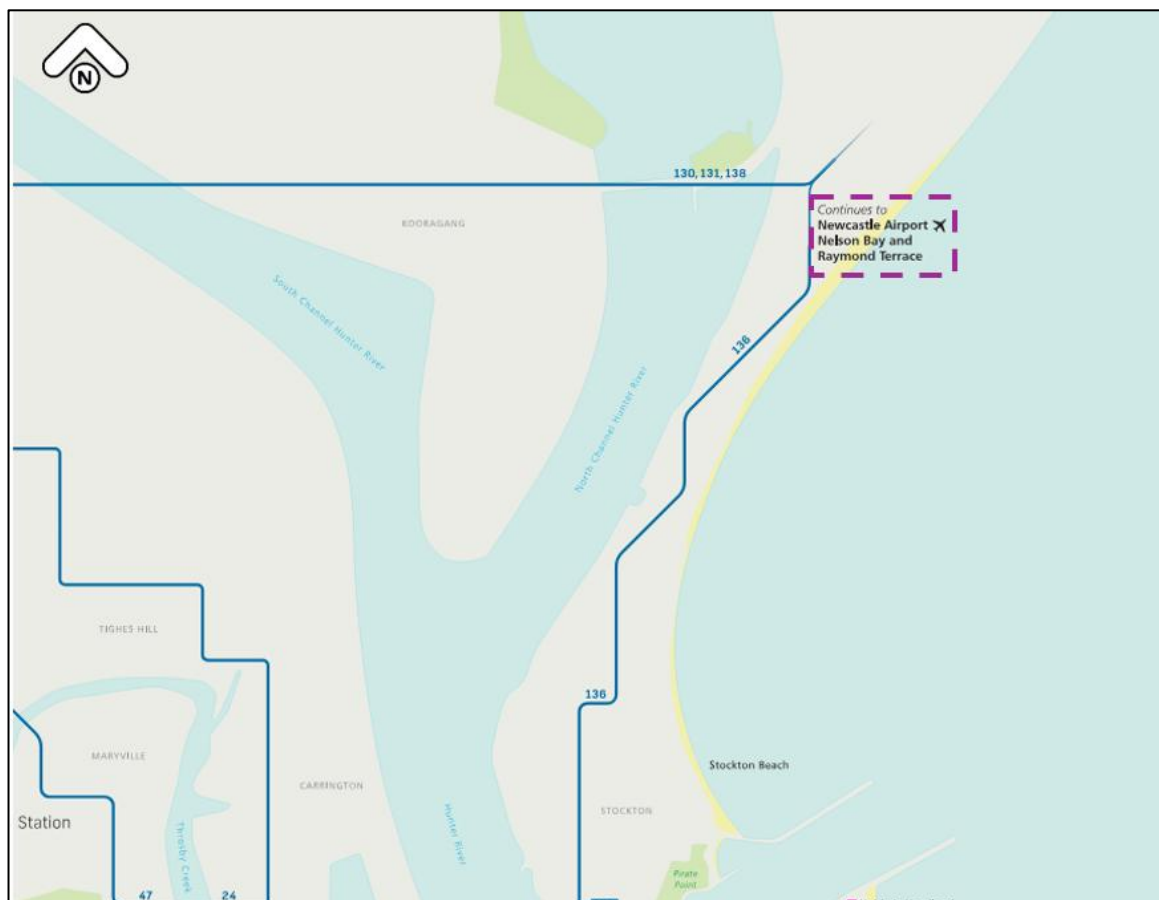 N
130, 131, 138
Continues to
Newcastle Airport
Nelson Bay and
Raymond Terrace
KOORAGANG
South Channel Hunter River
136
North Channel Hunter River
TIGHES HILL
136
MARYVILLE
Stockton Beach
CARRINGTON
STOCKTON
Station
Hunter River
Throsby Creek
Pirate
Point
47
24